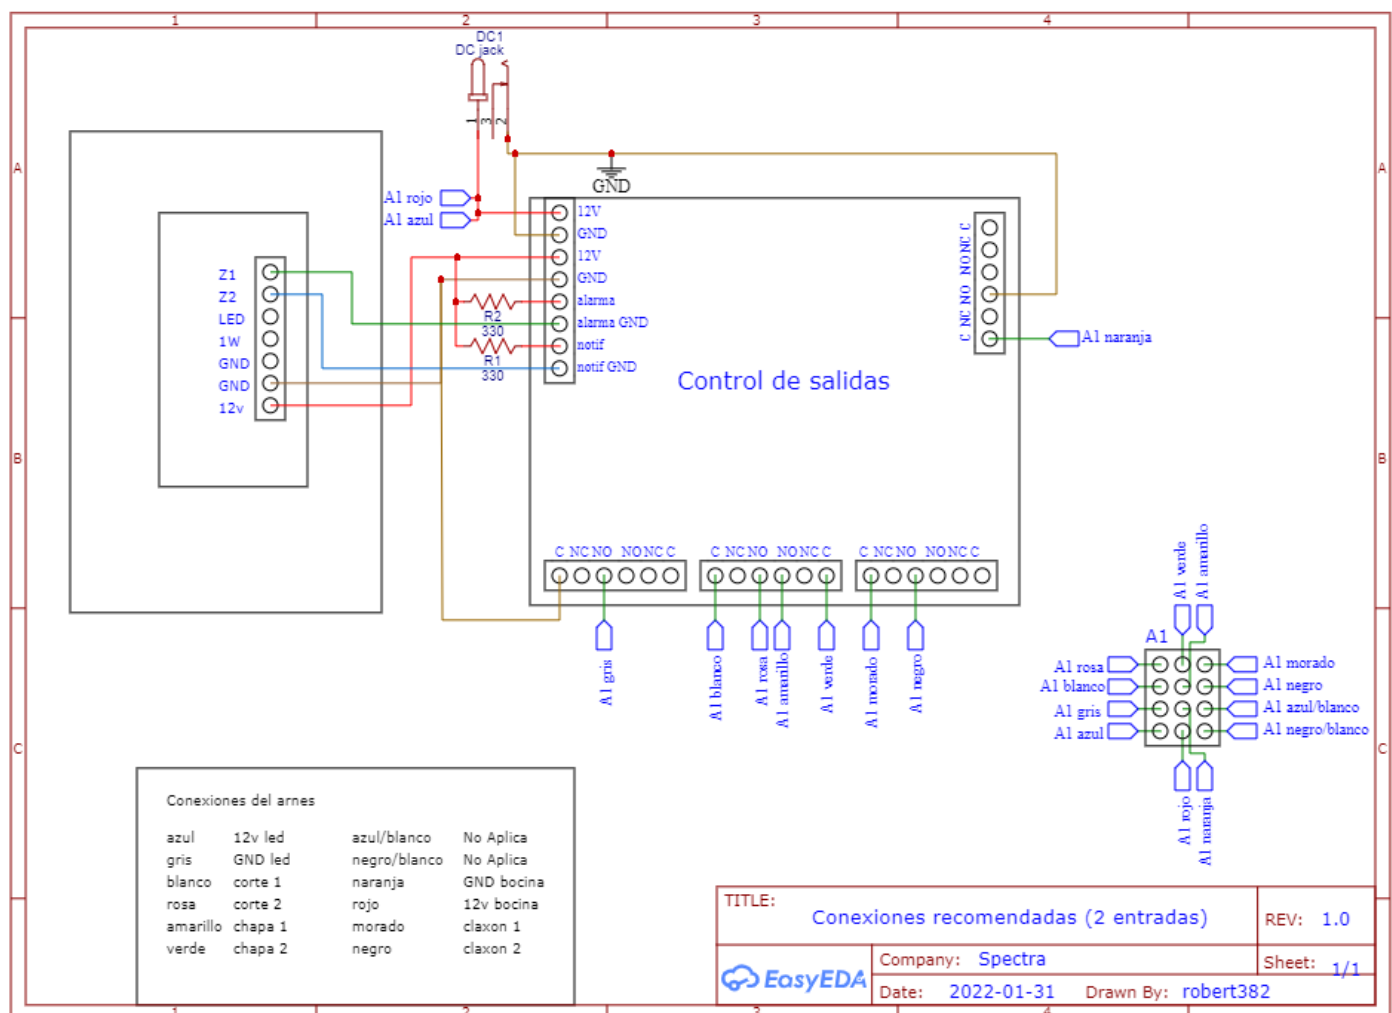 1 2 3 4
DC1
DC jack
1 3 2
A A
GND
A1 rojo
A1 azul
12V
GND
12V
GND
alarma
alarma GND
notif
notif GND
R2
330
R1
330
Z1
Z2
LED
1W
GND
GND
12v
C NC NO NO NC C
A1 naranja
Control de salidas
B B
C NC NO NO NC C
C NC NO NO NC C
C NC NO NO NC C
A1 gris
A1 blanco
A1 rosa
A1 amarillo
A1 verde
A1 morado
A1 negro
A1 verde
A1 amarillo
A1
A1 rosa
A1 blanco
A1 gris
A1 azul
A1 morado
A1 negro
A1 azul/blanco
A1 negro/blanco
A1 rojo
A1 naranja
C C
Conexiones del arnes
azul 12v led azul/blanco No Aplica
gris GND led negro/blanco No Aplica
blanco corte 1 naranja GND bocina
rosa corte 2 rojo 12v bocina
amarillo chapa 1 morado claxon 1
verde chapa 2 negro claxon 2
TITLE:
Conexiones recomendadas (2 entradas)
REV: 1.0
EasyEDA
Company: Spectra
Sheet: 1/1
Date: 2022-01-31 Drawn By: robert382
1 2 3 4